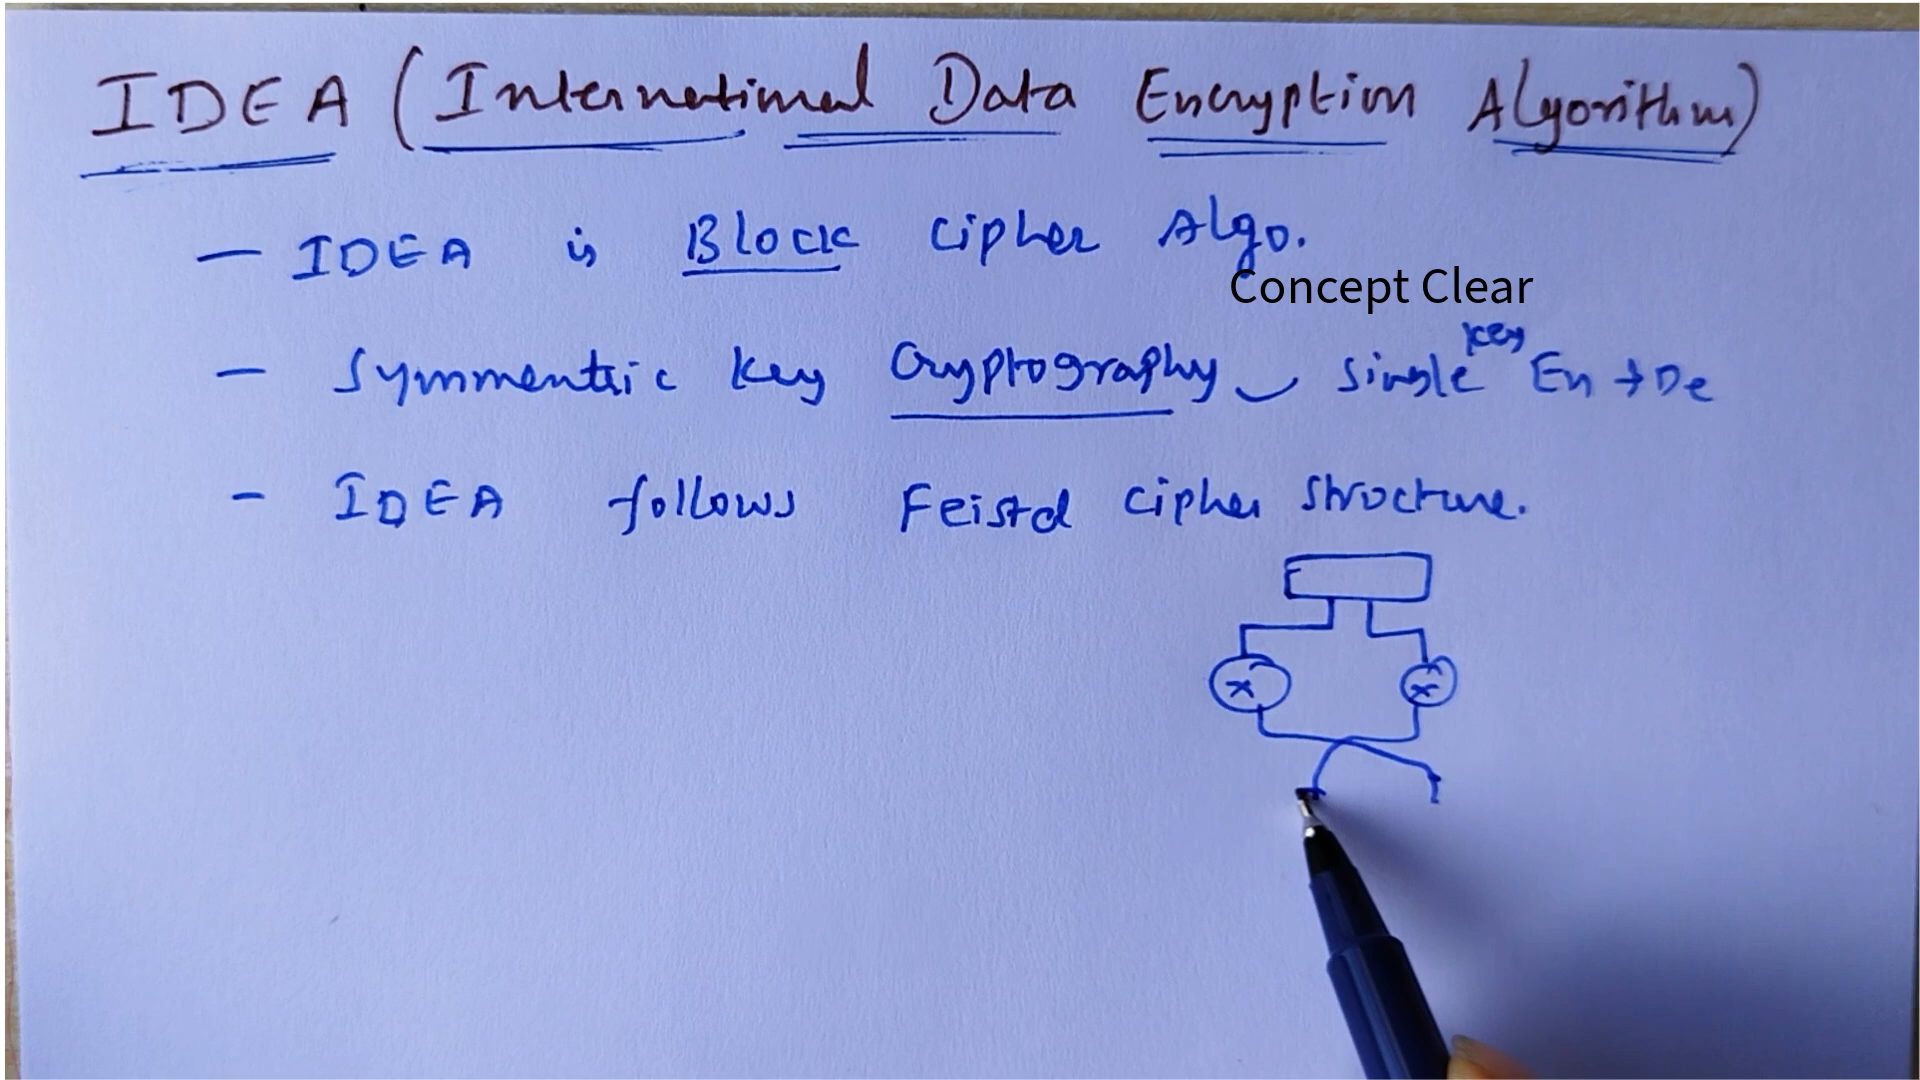 IDEA (International Data Encryption Algorithm)
— IDEA is Block Cipher Algo.
Concept Clear
- Symmentric key Cryptography - Single key En → De
- IDEA follows Feistel Cipher Structure.
x x